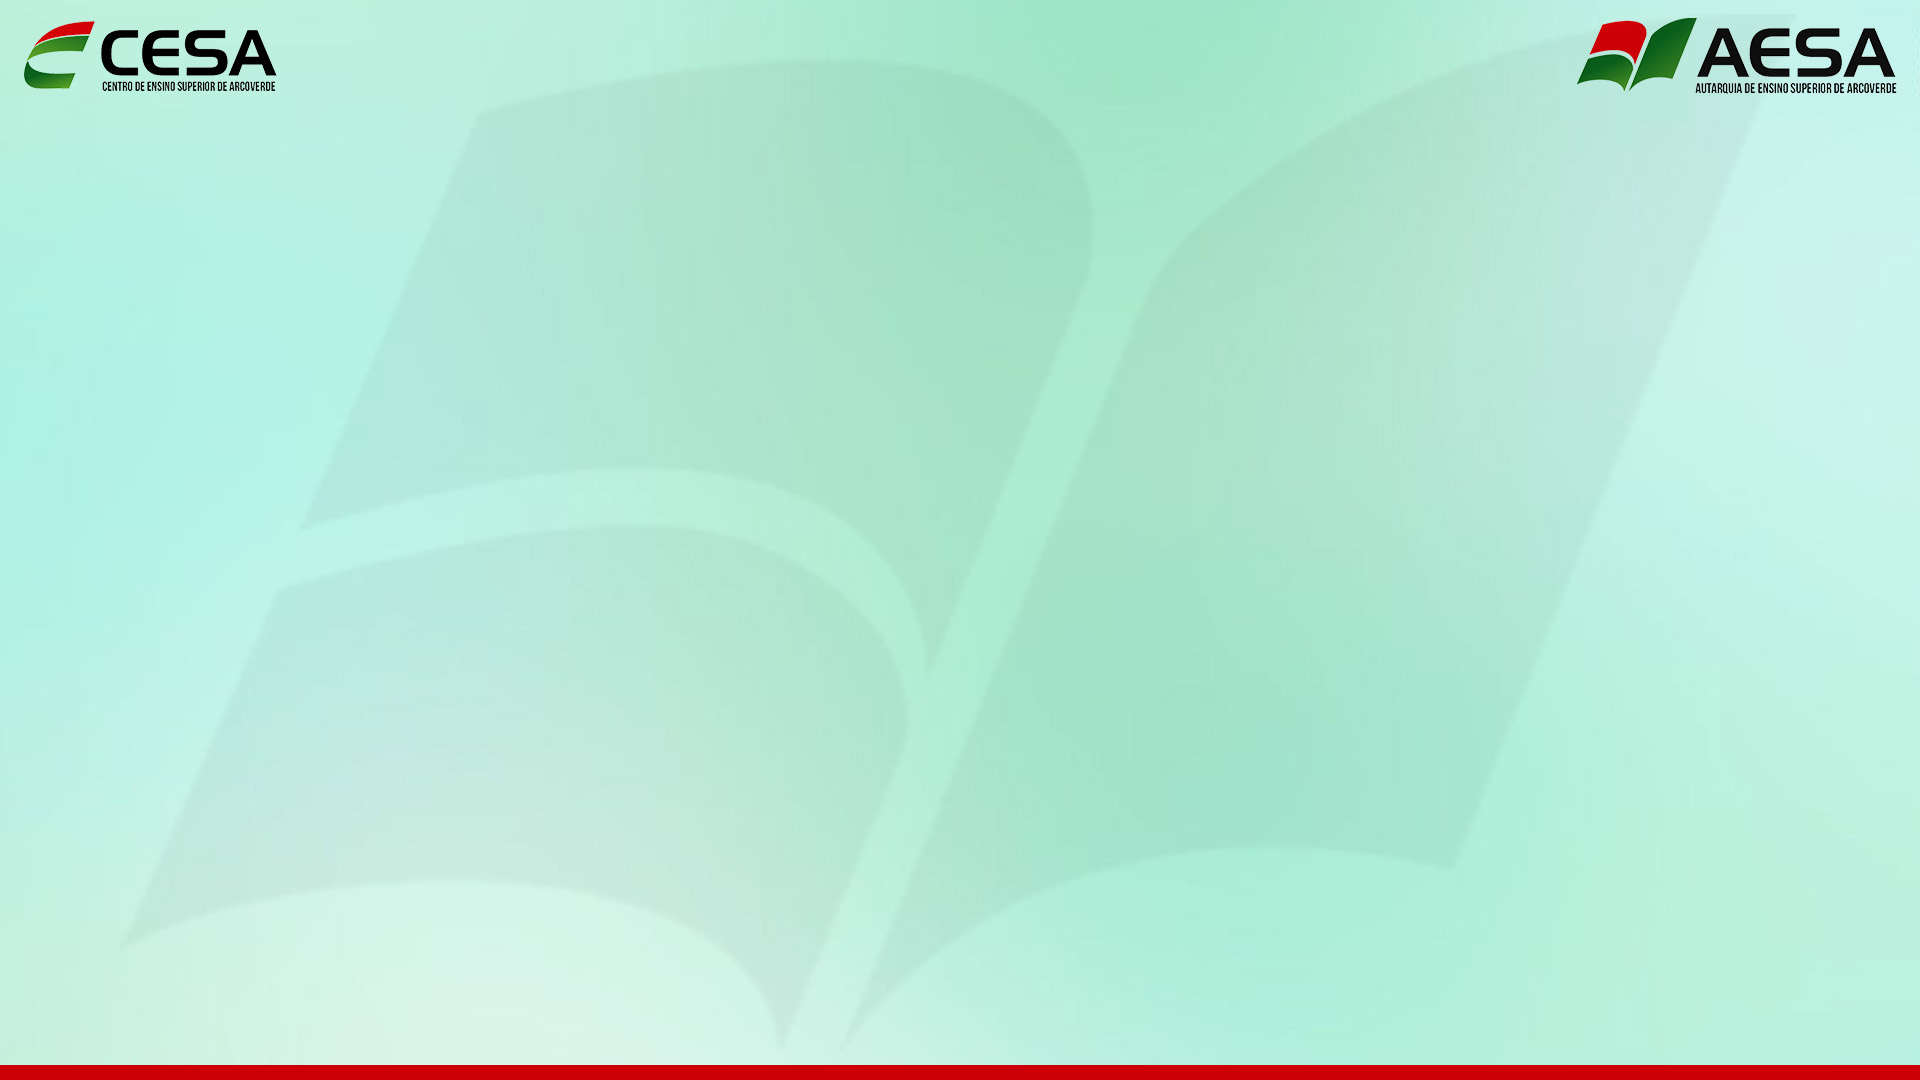 CESA
CENTRO DE ENSINO SUPERIOR DE ARCOVERDE
AESA
AUTARQUIA DE ENSINO SUPERIOR DE ARCOVERDE